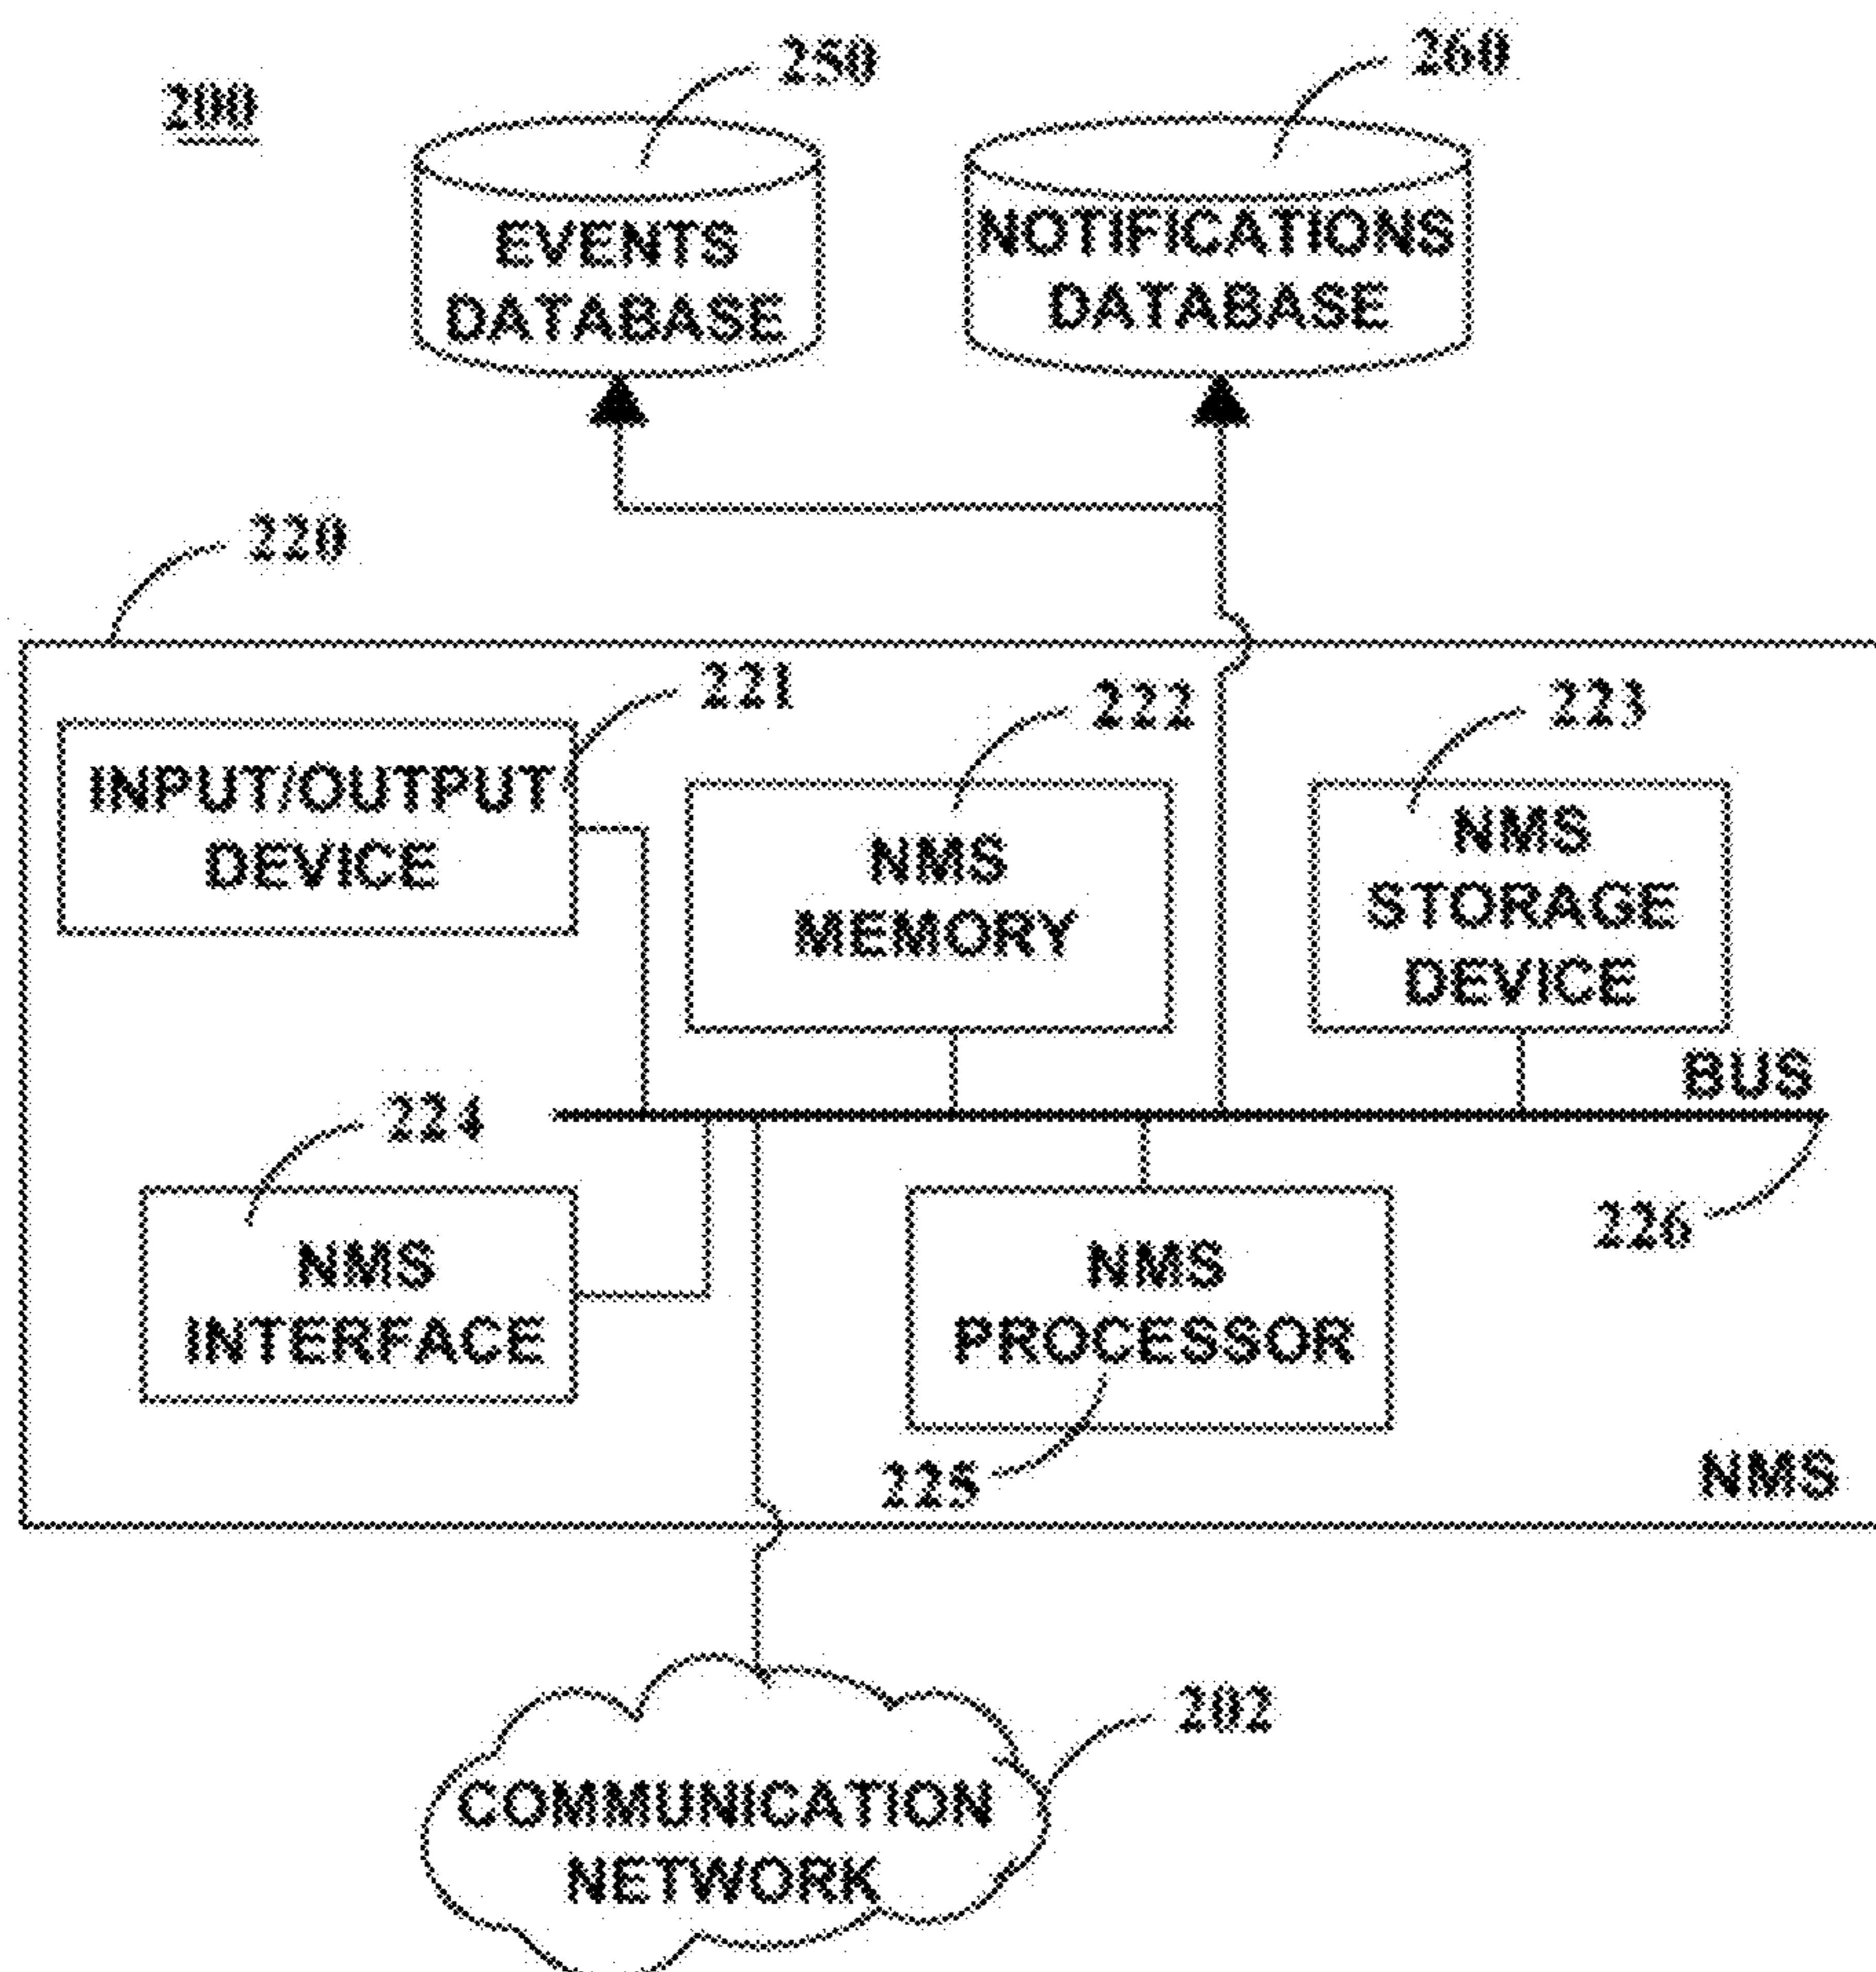 200
250
260
EVENTS
DATABASE
NOTIFICATIONS
DATABASE
220
221
222
223
INPUT/OUTPUT
DEVICE
NMS
MEMORY
NMS
STORAGE
DEVICE
BUS
224
226
NMS
INTERFACE
NMS
PROCESSOR
225
NMS
202
COMMUNICATION
NETWORK